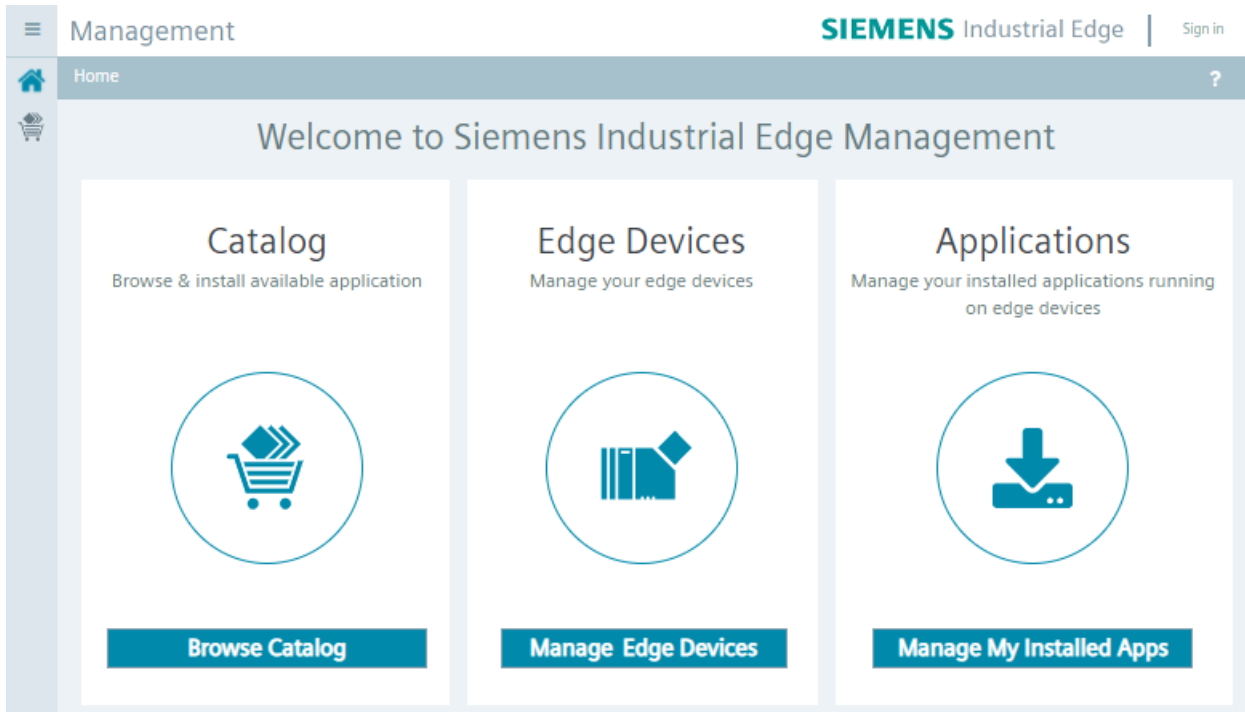 Management
SIEMENS Industrial Edge
Sign in
Home
?
Welcome to Siemens Industrial Edge Management
Catalog
Browse & install available application
Browse Catalog
Edge Devices
Manage your edge devices
Manage Edge Devices
Applications
Manage your installed applications running
on edge devices
Manage My Installed Apps